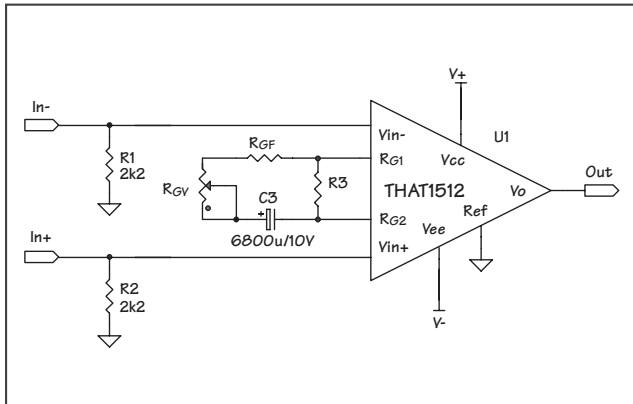 V+
In-
U1
Vin-
R1
2k2
RGF
RG1
Vcc
Out
RGV
R3
THAT1512
Vo
C3
+
RG2
Ref
6800u/10V
Vee
In+
Vin+
R2
2k2
V-